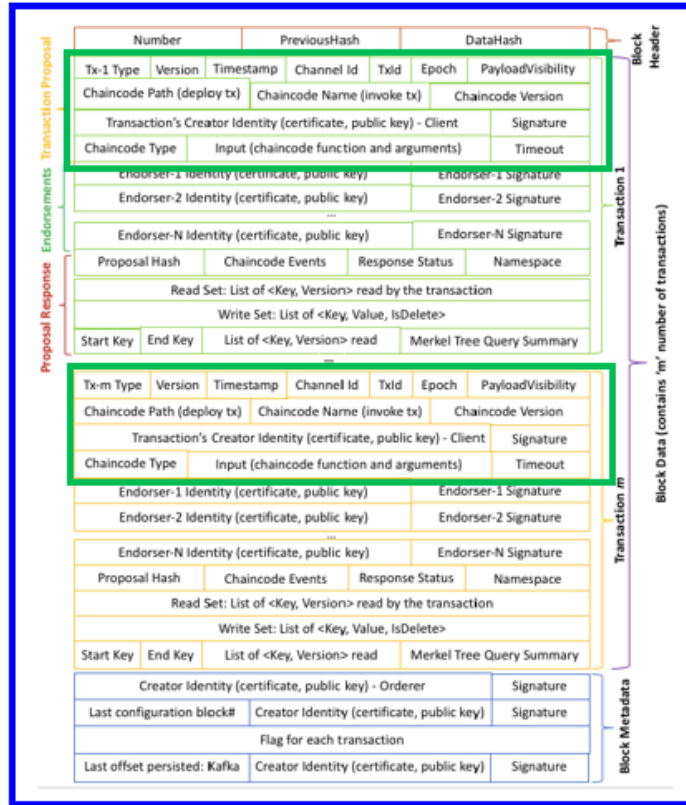 Number PreviousHash DataHash
Block Header
Transaction Proposal
Tx-1 Type Version Timestamp Channel Id TxId Epoch PayloadVisibility
Chaincode Path (deploy tx) Chaincode Name (invoke tx) Chaincode Version
Transaction's Creator Identity (certificate, public key) - Client Signature
Chaincode Type Input (chaincode function and arguments) Timeout
Endorsements
Endorser-1 Identity (certificate, public key) Endorser-1 Signature
Endorser-2 Identity (certificate, public key) Endorser-2 Signature
...
Endorser-N Identity (certificate, public key) Endorser-N Signature
Transaction 1
Proposal Response
Proposal Hash Chaincode Events Response Status Namespace
Read Set: List of <Key, Version> read by the transaction
Write Set: List of <Key, Value, IsDelete>
Start Key End Key List of <Key, Version> read Merkel Tree Query Summary
...
Block Data (contains 'm' number of transactions)
Tx-m Type Version Timestamp Channel Id TxId Epoch PayloadVisibility
Chaincode Path (deploy tx) Chaincode Name (invoke tx) Chaincode Version
Transaction's Creator Identity (certificate, public key) - Client Signature
Chaincode Type Input (chaincode function and arguments) Timeout
Endorser-1 Identity (certificate, public key) Endorser-1 Signature
Endorser-2 Identity (certificate, public key) Endorser-2 Signature
...
Endorser-N Identity (certificate, public key) Endorser-N Signature
Transaction m
Proposal Hash Chaincode Events Response Status Namespace
Read Set: List of <Key, Version> read by the transaction
Write Set: List of <Key, Value, IsDelete>
Start Key End Key List of <Key, Version> read Merkel Tree Query Summary
Creator Identity (certificate, public key) - Orderer Signature
Last configuration block# Creator Identity (certificate, public key) Signature
Flag for each transaction
Last offset persisted: Kafka Creator Identity (certificate, public key) Signature
Block Metadata